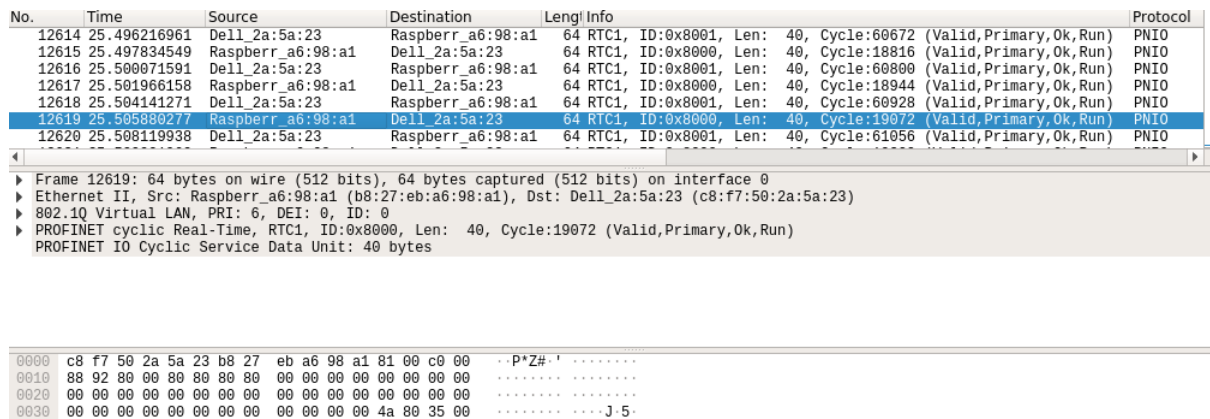 No. Time Source Destination Lengt Info Protocol
12614 25.496216961 Dell_2a:5a:23 Raspberr_a6:98:a1 64 RTC1, ID:0x8001, Len: 40, Cycle:60672 (Valid,Primary,Ok,Run) PNIO
12615 25.497834549 Raspberr_a6:98:a1 Dell_2a:5a:23 64 RTC1, ID:0x8000, Len: 40, Cycle:18816 (Valid,Primary,Ok,Run) PNIO
12616 25.500071591 Dell_2a:5a:23 Raspberr_a6:98:a1 64 RTC1, ID:0x8001, Len: 40, Cycle:60800 (Valid,Primary,Ok,Run) PNIO
12617 25.501966158 Raspberr_a6:98:a1 Dell_2a:5a:23 64 RTC1, ID:0x8000, Len: 40, Cycle:18944 (Valid,Primary,Ok,Run) PNIO
12618 25.504141271 Dell_2a:5a:23 Raspberr_a6:98:a1 64 RTC1, ID:0x8001, Len: 40, Cycle:60928 (Valid,Primary,Ok,Run) PNIO
12619 25.505880277 Raspberr_a6:98:a1 Dell_2a:5a:23 64 RTC1, ID:0x8000, Len: 40, Cycle:19072 (Valid,Primary,Ok,Run) PNIO
12620 25.508119938 Dell_2a:5a:23 Raspberr_a6:98:a1 64 RTC1, ID:0x8001, Len: 40, Cycle:61056 (Valid,Primary,Ok,Run) PNIO
Frame 12619: 64 bytes on wire (512 bits), 64 bytes captured (512 bits) on interface 0
Ethernet II, Src: Raspberr_a6:98:a1 (b8:27:eb:a6:98:a1), Dst: Dell_2a:5a:23 (c8:f7:50:2a:5a:23)
802.1Q Virtual LAN, PRI: 6, DEI: 0, ID: 0
PROFINET cyclic Real-Time, RTC1, ID:0x8000, Len: 40, Cycle:19072 (Valid,Primary,Ok,Run)
PROFINET IO Cyclic Service Data Unit: 40 bytes
0000 c8 f7 50 2a 5a 23 b8 27 eb a6 98 a1 81 00 c0 00 ··P*Z#·' ········
0010 88 92 80 00 80 80 80 80 00 00 00 00 00 00 00 00 ········ ········
0020 00 00 00 00 00 00 00 00 00 00 00 00 00 00 00 00 ········ ········
0030 00 00 00 00 00 00 00 00 00 00 00 00 4a 80 35 00 ········ ····J·5·